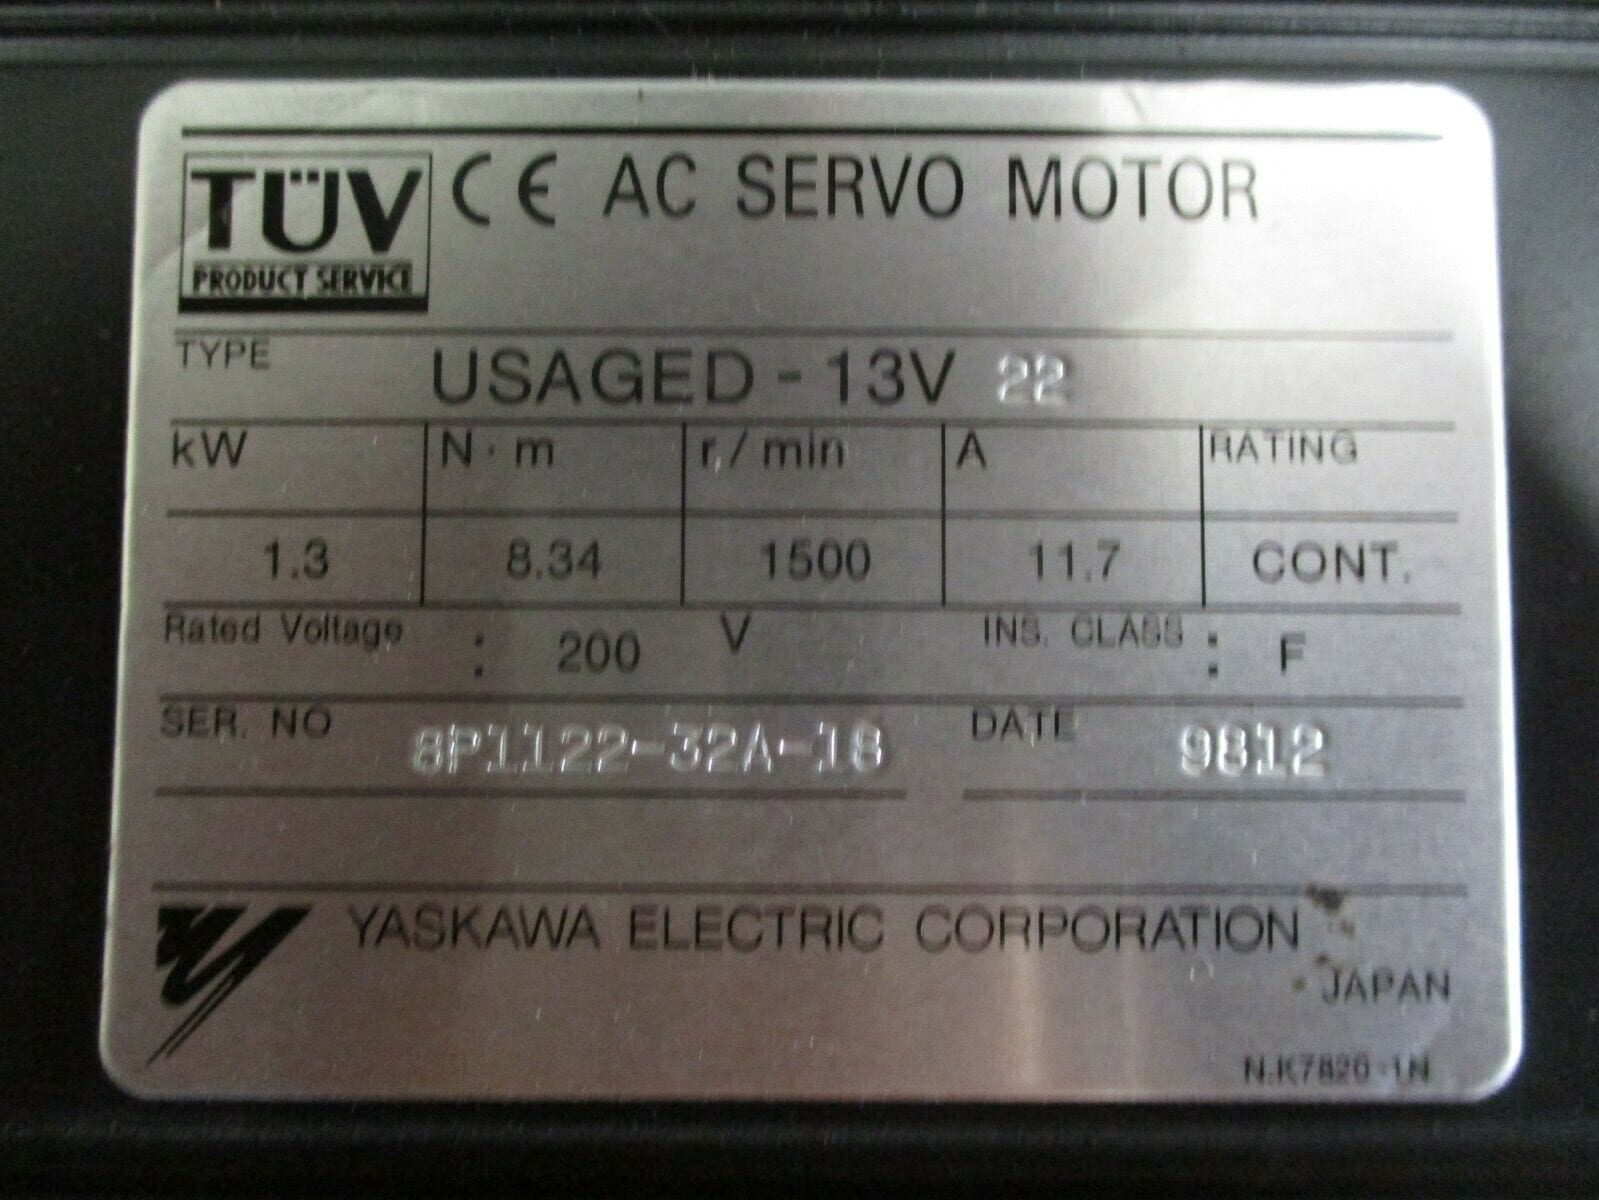 TÜV
PRODUCT SERVICE
CE AC SERVO MOTOR
TYPE USAGED-13V 22
kW N·m r/min A RATING
1.3 8.34 1500 11.7 CONT.
Rated Voltage : 200 V INS. CLASS : F
SER. NO 8P1122-32A-18 DATE 9812
YASKAWA ELECTRIC CORPORATION
JAPAN
N.K7820-1N